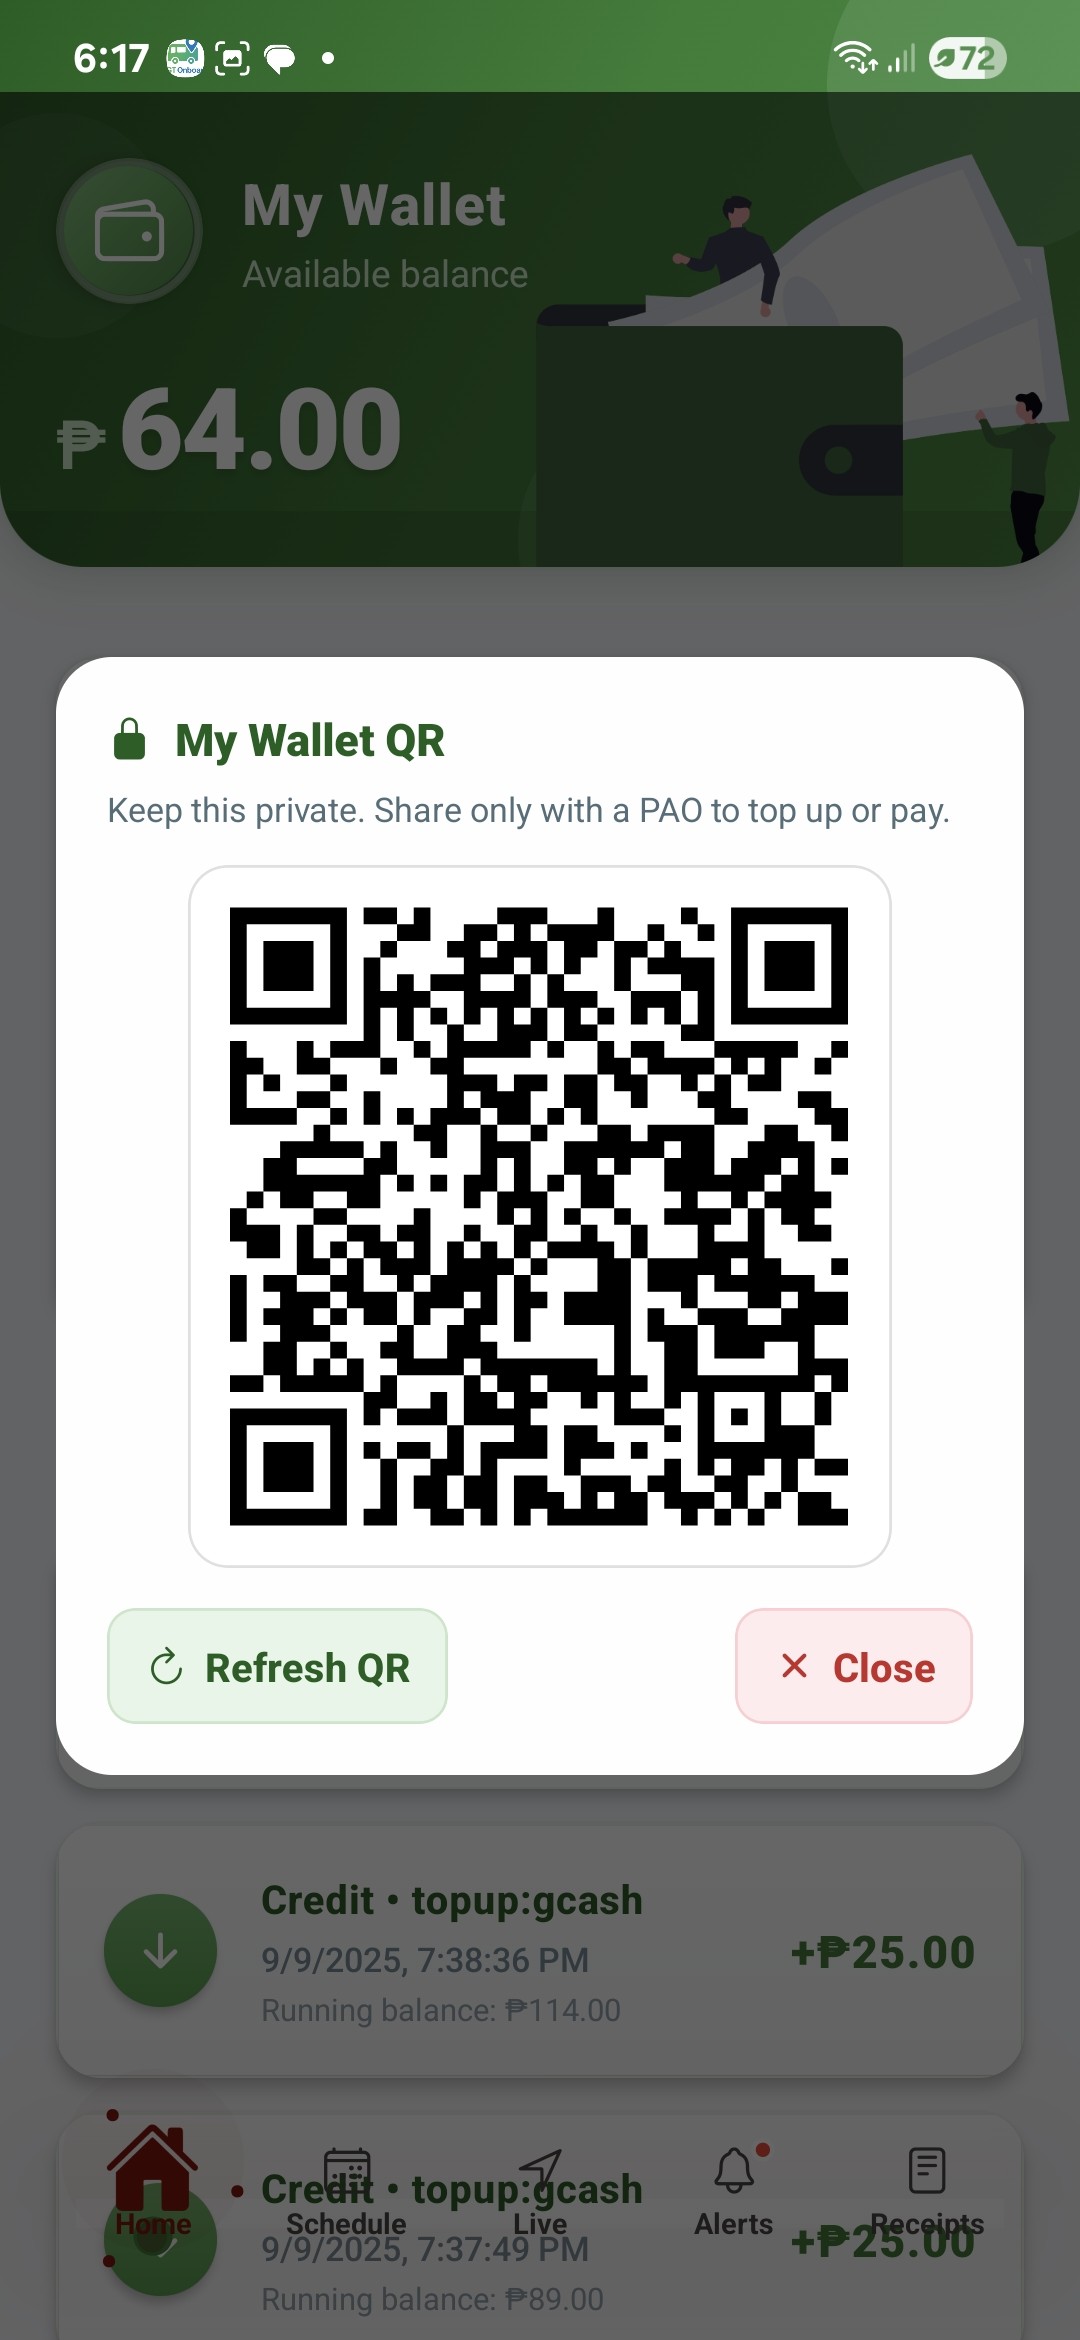 6:17
72
My Wallet
Available balance
₱64.00
My Wallet QR
Keep this private. Share only with a PAO to top up or pay.
Refresh QR
Close
Credit • topup:gcash
9/9/2025, 7:38:36 PM
+₱25.00
Running balance: ₱114.00
Credit • topup:gcash
Home
Schedule
Live
Alerts
Receipts
9/9/2025, 7:37:49 PM
+₱25.00
Running balance: ₱89.00